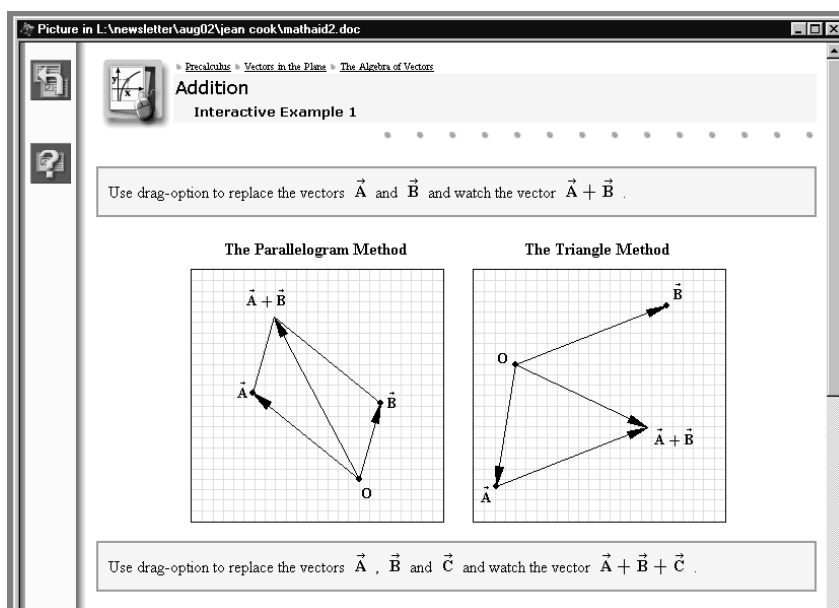 Picture in L:\newsletter\aug02\jean cook\mathaid2.doc
» Precalculus » Vectors in the Plane » The Algebra of Vectors
Addition
Interactive Example 1
Use drag-option to replace the vectors A⃗ and B⃗ and watch the vector A⃗ + B⃗ .
The Parallelogram Method
A⃗ + B⃗
A⃗
B⃗
O
The Triangle Method
B⃗
O
A⃗ + B⃗
A⃗
Use drag-option to replace the vectors A⃗ , B⃗ and C⃗ and watch the vector A⃗ + B⃗ + C⃗ .